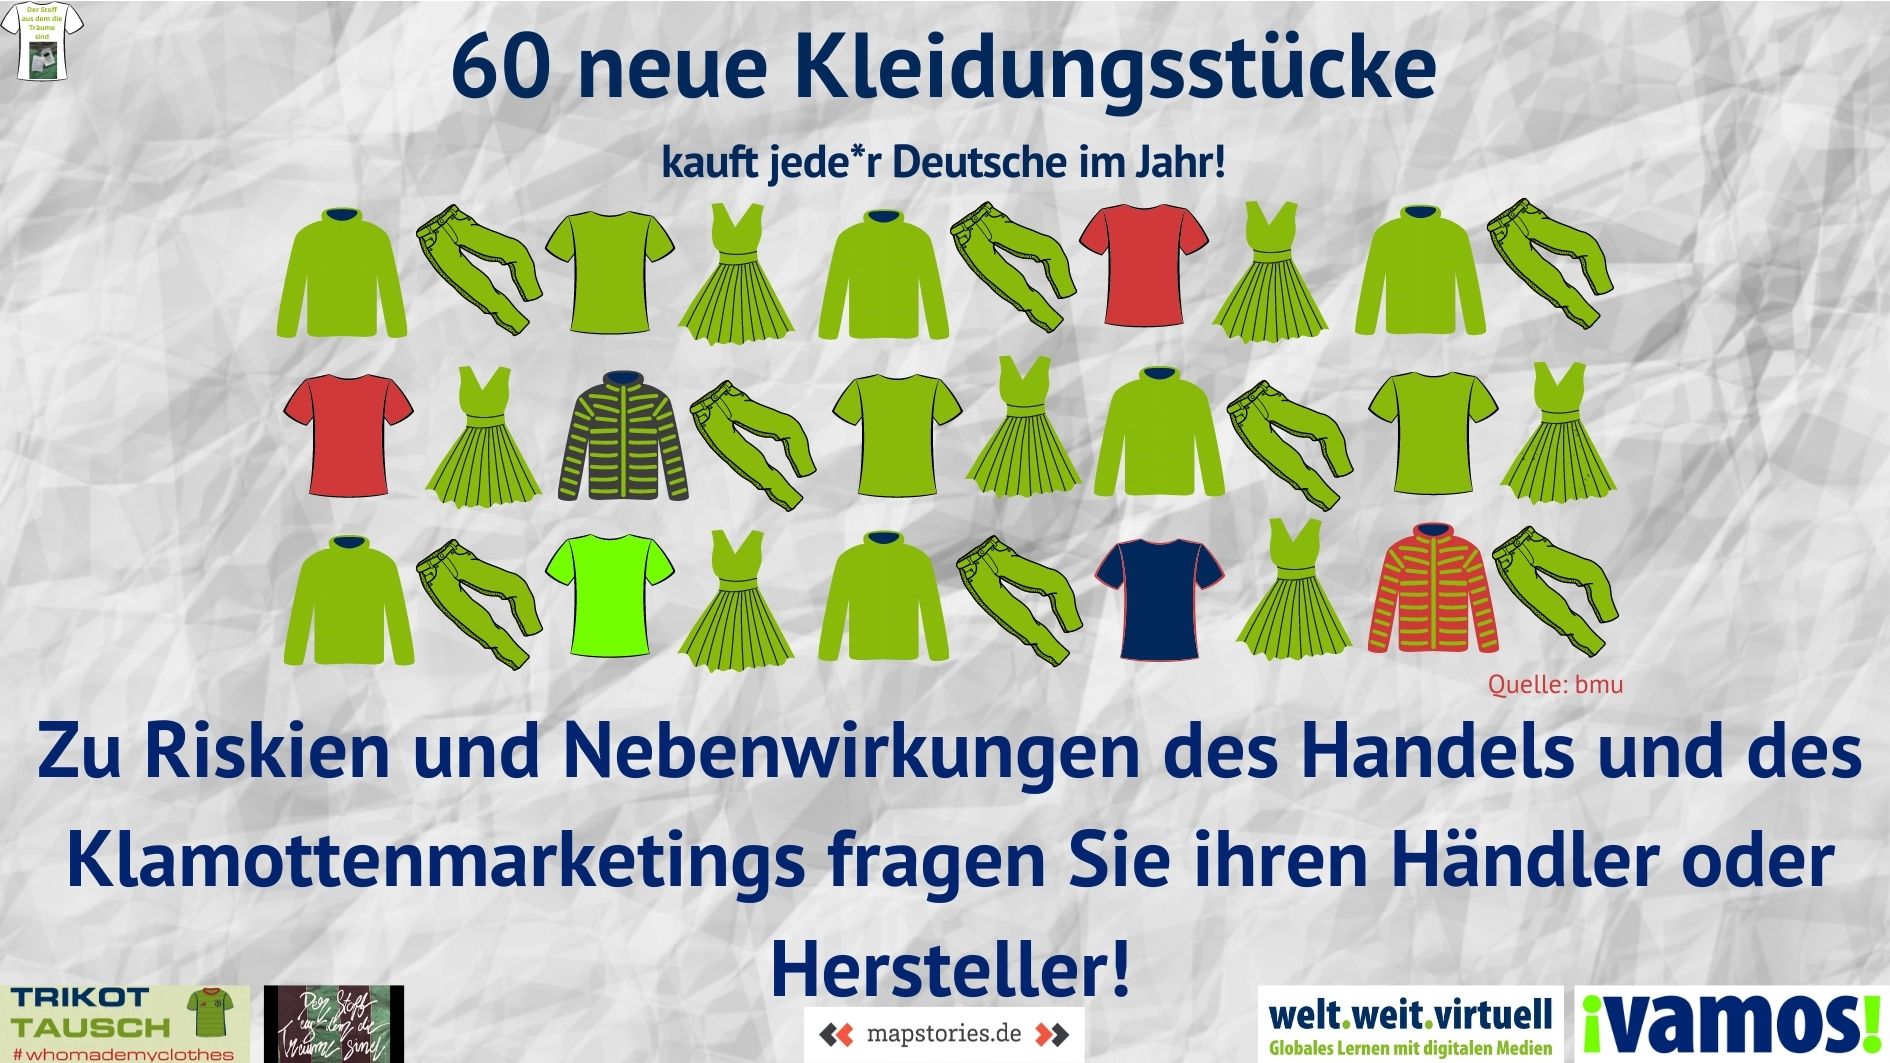 Der Stoff
aus dem die
Träume
sind
60 neue Kleidungsstücke
kauft jede*r Deutsche im Jahr!
Quelle: bmu
Zu Riskien und Nebenwirkungen des Handels und des
Klamottenmarketings fragen Sie ihren Händler oder
Hersteller!
TRIKOT
TAUSCH
#whomademyclothes
Der Stoff
aus dem die
Träume sind
mapstories.de
welt.weit.virtuell
Globales Lernen mit digitalen Medien
¡vamos!